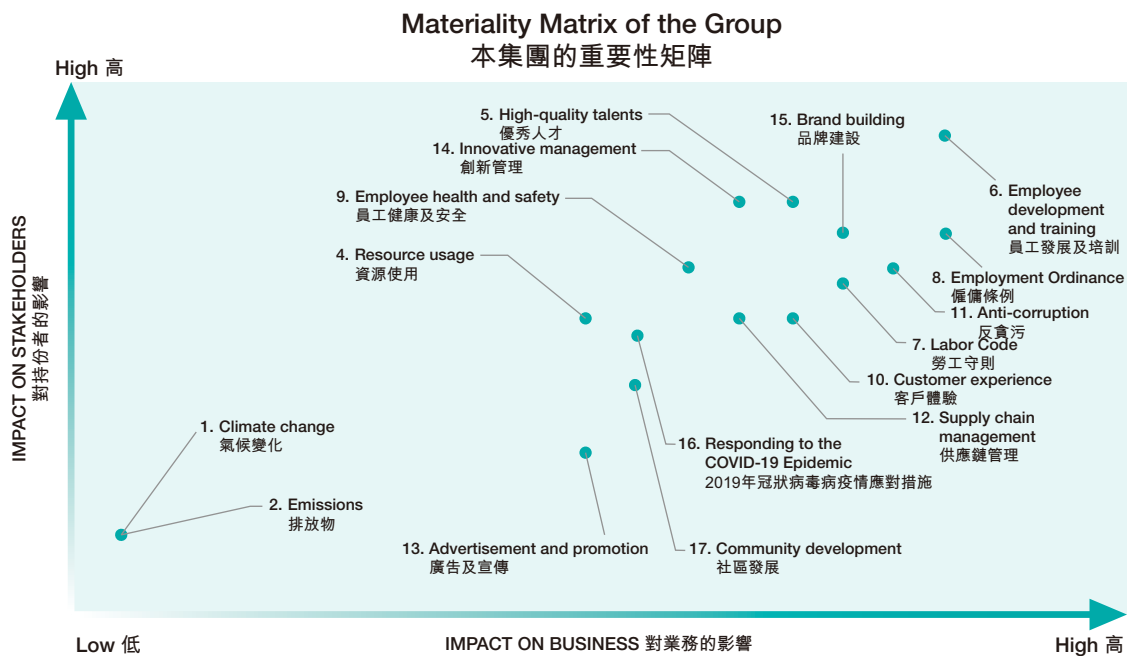 Materiality Matrix of the Group
本集團的重要性矩陣
High 高
IMPACT ON STAKEHOLDERS
對持份者的影響
5. High-quality talents
優秀人才
14. Innovative management
創新管理
15. Brand building
品牌建設
9. Employee health and safety
員工健康及安全
6. Employee
development
and training
員工發展及培訓
4. Resource usage
資源使用
8. Employment Ordinance
僱傭條例
11. Anti-corruption
反貪污
7. Labor Code
勞工守則
10. Customer experience
客戶體驗
12. Supply chain
management
供應鏈管理
1. Climate change
氣候變化
16. Responding to the
COVID-19 Epidemic
2019年冠狀病毒病疫情應對措施
2. Emissions
排放物
13. Advertisement and promotion
廣告及宣傳
17. Community development
社區發展
Low 低
IMPACT ON BUSINESS 對業務的影響
High 高